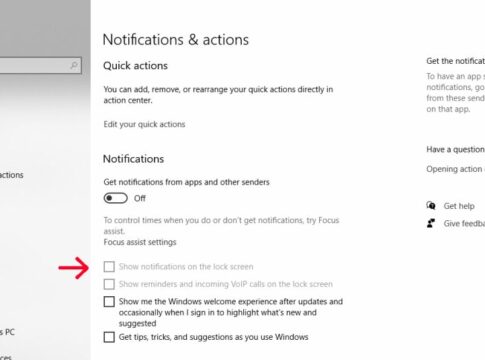 Notifications & actions
Quick actions
You can add, remove, or rearrange your quick actions directly in
action center.
Edit your quick actions
Notifications
Get notifications from apps and other senders
Off
To control times when you do or don't get notifications, try Focus
assist.
Focus assist settings
Show notifications on the lock screen
Show reminders and incoming VoIP calls on the lock screen
Show me the Windows welcome experience after updates and
occasionally when I sign in to highlight what's new and
suggested
Get tips, tricks, and suggestions as you use Windows
actions
s PC
ces
Get the notificat
To have an app s
notifications, go
from these send
on that app.
Have a question
Opening action
Get help
Give feedba